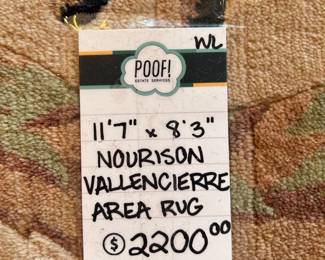 WL
POOF!
ESTATE SERVICES
11'7" x 8'3"
NOURISON
VALLENCIERRE
AREA RUG
$2200.00